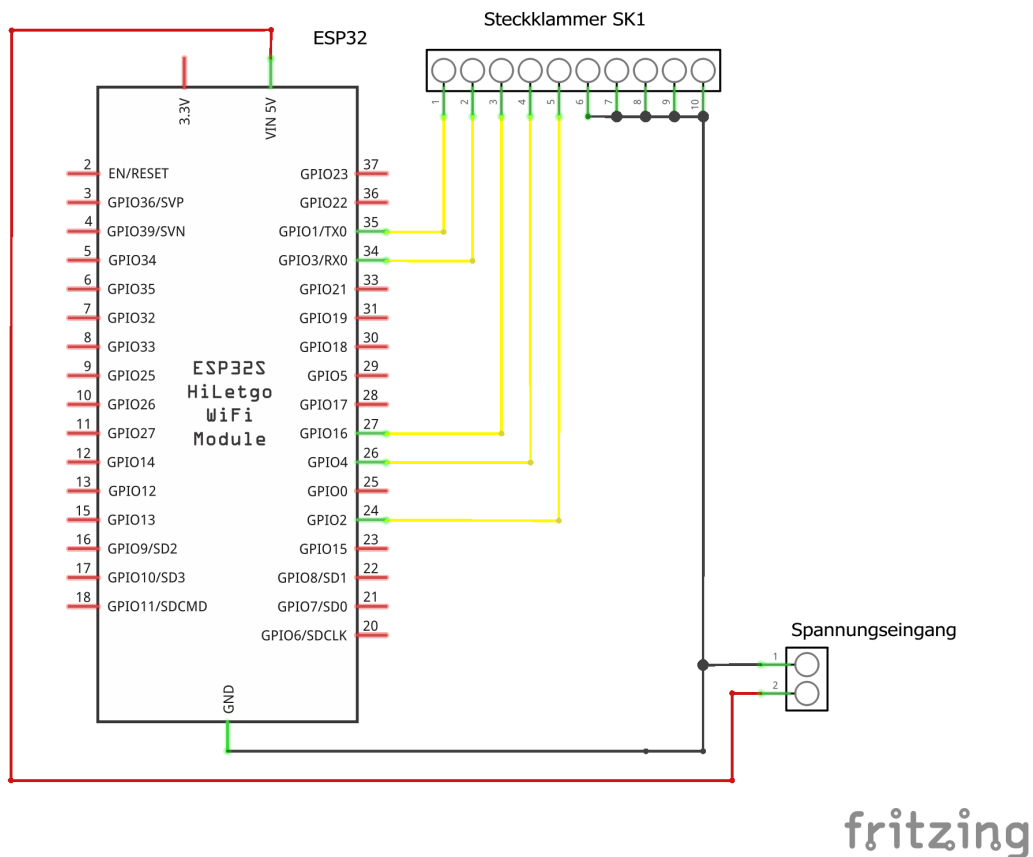 Steckklammer SK1
ESP32
1 2 3 4 5 6 7 8 9 10
3.3V
VIN 5V
2 EN/RESET
3 GPIO36/SVP
4 GPIO39/SVN
5 GPIO34
6 GPIO35
7 GPIO32
8 GPIO33
9 GPIO25
10 GPIO26
11 GPIO27
12 GPIO14
13 GPIO12
15 GPIO13
16 GPIO9/SD2
17 GPIO10/SD3
18 GPIO11/SDCMD
ESP32S
HiLetgo
WiFi
Module
GPIO23 37
GPIO22 36
GPIO1/TX0 35
GPIO3/RX0 34
GPIO21 33
GPIO19 31
GPIO18 30
GPIO5 29
GPIO17 28
GPIO16 27
GPIO4 26
GPIO0 25
GPIO2 24
GPIO15 23
GPIO8/SD1 22
GPIO7/SD0 21
GPIO6/SDCLK 20
GND
Spannungseingang
1
2
fritzing